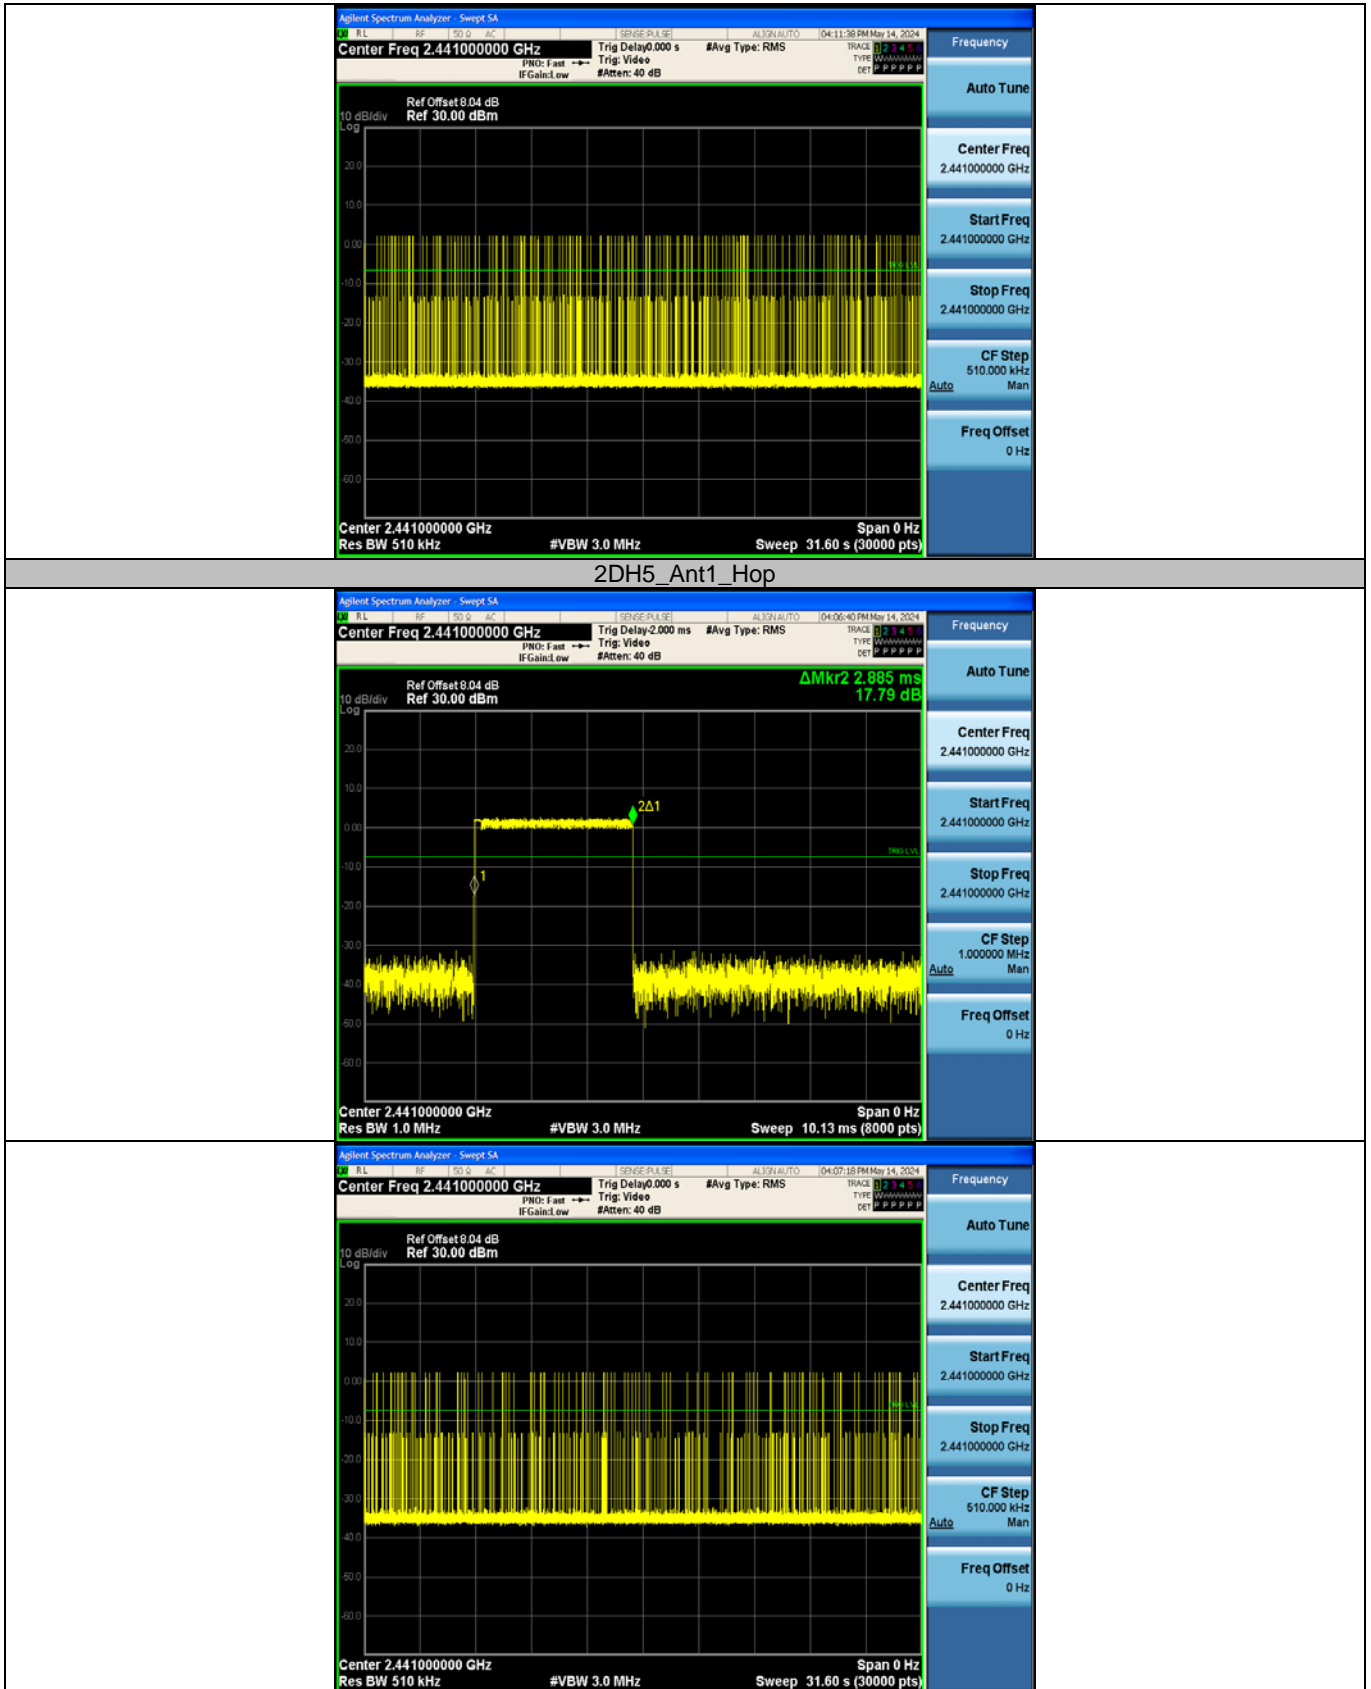 Agilent Spectrum Analyzer - Swept SA
RL RF 50 Ω AC SENSE:PULSE ALIGN AUTO 04:11:38 PM May 14, 2024
Center Freq 2.441000000 GHz Trig Delay0.000 s #Avg Type: RMS TRACE 1 2 3 4 5 6
PNO: Fast Trig: Video TYPE
IFGain:Low #Atten: 40 dB DET P P P P P P
Ref Offset 8.04 dB
10 dB/div Ref 30.00 dBm
Log
20.0
10.0
0.00
TRIG LVL
-10.0
-20.0
-30.0
-40.0
-50.0
-60.0
Center 2.441000000 GHz Span 0 Hz
Res BW 510 kHz #VBW 3.0 MHz Sweep 31.60 s (30000 pts)
Frequency
Auto Tune
Center Freq
2.441000000 GHz
Start Freq
2.441000000 GHz
Stop Freq
2.441000000 GHz
CF Step
510.000 kHz
Auto Man
Freq Offset
0 Hz
2DH5_Ant1_Hop
Agilent Spectrum Analyzer - Swept SA
RL RF 50 Ω AC SENSE:PULSE ALIGN AUTO 04:06:40 PM May 14, 2024
Center Freq 2.441000000 GHz Trig Delay-2.000 ms #Avg Type: RMS TRACE 1 2 3 4 5 6
PNO: Fast Trig: Video TYPE
IFGain:Low #Atten: 40 dB DET P P P P P P
ΔMkr2 2.885 ms
17.79 dB
Ref Offset 8.04 dB
10 dB/div Ref 30.00 dBm
Log
20.0
10.0
2Δ1
0.00
TRIG LVL
-10.0
1
-20.0
-30.0
-40.0
-50.0
-60.0
Center 2.441000000 GHz Span 0 Hz
Res BW 1.0 MHz #VBW 3.0 MHz Sweep 10.13 ms (8000 pts)
Frequency
Auto Tune
Center Freq
2.441000000 GHz
Start Freq
2.441000000 GHz
Stop Freq
2.441000000 GHz
CF Step
1.000000 MHz
Auto Man
Freq Offset
0 Hz
Agilent Spectrum Analyzer - Swept SA
RL RF 50 Ω AC SENSE:PULSE ALIGN AUTO 04:07:18 PM May 14, 2024
Center Freq 2.441000000 GHz Trig Delay0.000 s #Avg Type: RMS TRACE 1 2 3 4 5 6
PNO: Fast Trig: Video TYPE
IFGain:Low #Atten: 40 dB DET P P P P P P
Ref Offset 8.04 dB
10 dB/div Ref 30.00 dBm
Log
20.0
10.0
0.00
TRIG LVL
-10.0
-20.0
-30.0
-40.0
-50.0
-60.0
Center 2.441000000 GHz Span 0 Hz
Res BW 510 kHz #VBW 3.0 MHz Sweep 31.60 s (30000 pts)
Frequency
Auto Tune
Center Freq
2.441000000 GHz
Start Freq
2.441000000 GHz
Stop Freq
2.441000000 GHz
CF Step
510.000 kHz
Auto Man
Freq Offset
0 Hz